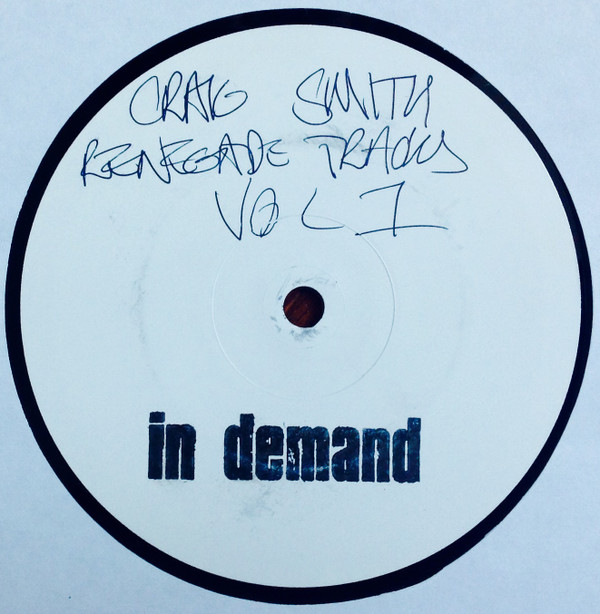 CRAIG SMITH
RENEGADE TRACKS
VOL 1
in demand